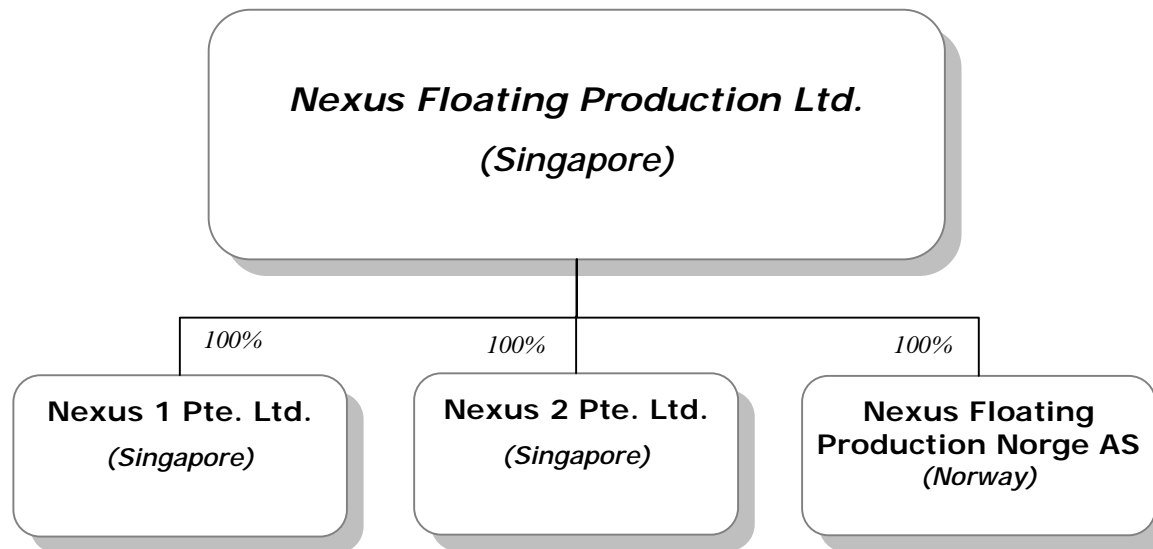 Nexus Floating Production Ltd.
(Singapore)
100%
100%
100%
Nexus 1 Pte. Ltd.
(Singapore)
Nexus 2 Pte. Ltd.
(Singapore)
Nexus Floating
Production Norge AS
(Norway)